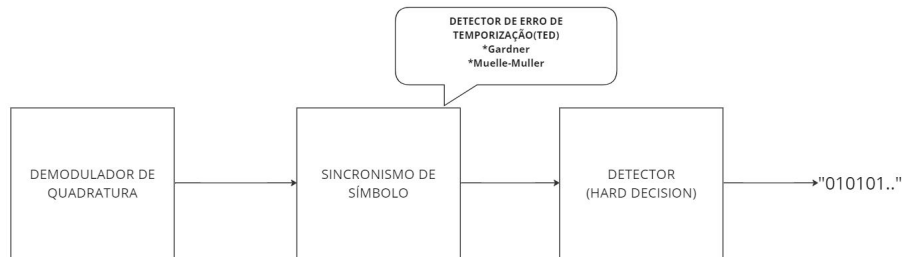 DETECTOR DE ERRO DE
TEMPORIZAÇÃO(TED)
*Gardner
*Muelle-Muller
DEMODULADOR DE
QUADRATURA
SINCRONISMO DE
SÍMBOLO
DETECTOR
(HARD DECISION)
"010101.."